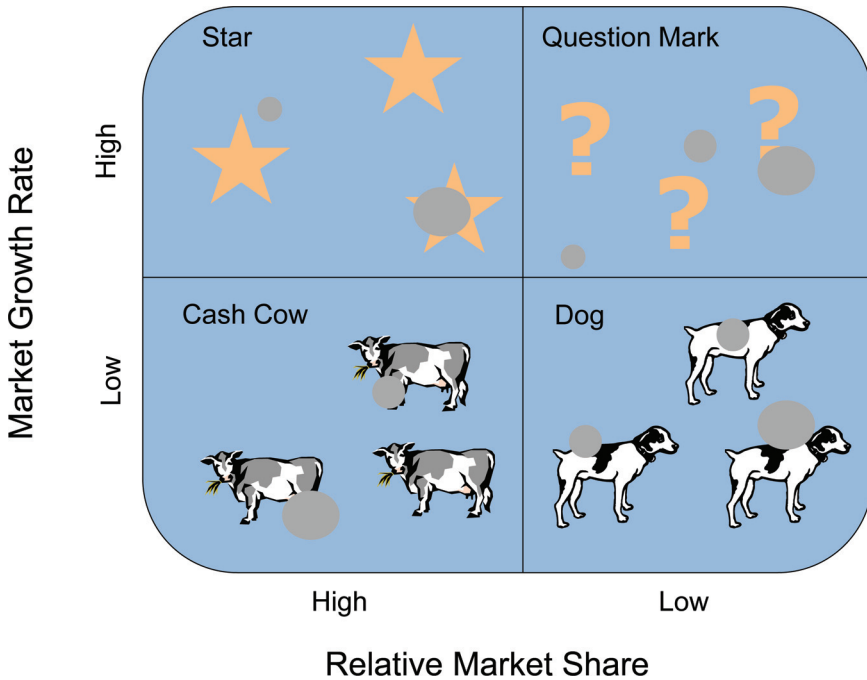 Star
Question Mark
High
Market Growth Rate
? ? ?
Cash Cow
Dog
Low
High
Low
Relative Market Share